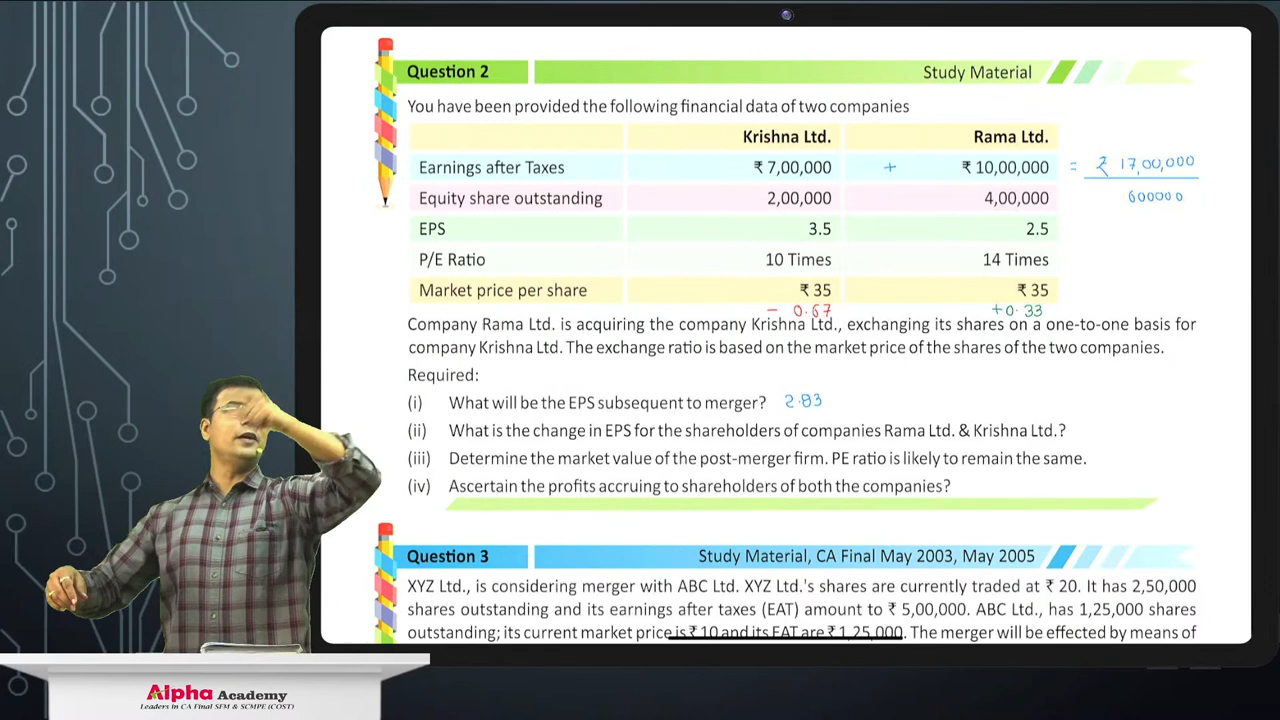 Question 2 Study Material
You have been provided the following financial data of two companies
Krishna Ltd. Rama Ltd.
Earnings after Taxes ₹ 7,00,000 + ₹ 10,00,000 = ₹ 17,00,000
Equity share outstanding 2,00,000 4,00,000 600000
EPS 3.5 2.5
P/E Ratio 10 Times 14 Times
Market price per share ₹ 35 ₹ 35
- 0.67 +0.33
Company Rama Ltd. is acquiring the company Krishna Ltd., exchanging its shares on a one-to-one basis for
company Krishna Ltd. The exchange ratio is based on the market price of the shares of the two companies.
Required:
(i) What will be the EPS subsequent to merger? 2.83
(ii) What is the change in EPS for the shareholders of companies Rama Ltd. & Krishna Ltd.?
(iii) Determine the market value of the post-merger firm. PE ratio is likely to remain the same.
(iv) Ascertain the profits accruing to shareholders of both the companies?
Question 3 Study Material, CA Final May 2003, May 2005
XYZ Ltd., is considering merger with ABC Ltd. XYZ Ltd.'s shares are currently traded at ₹ 20. It has 2,50,000
shares outstanding and its earnings after taxes (EAT) amount to ₹ 5,00,000. ABC Ltd., has 1,25,000 shares
outstanding; its current market price is ₹ 10 and its EAT are ₹ 1,25,000. The merger will be effected by means of
Alpha Academy
Leaders in CA Final SFM & SCMPE (COST)